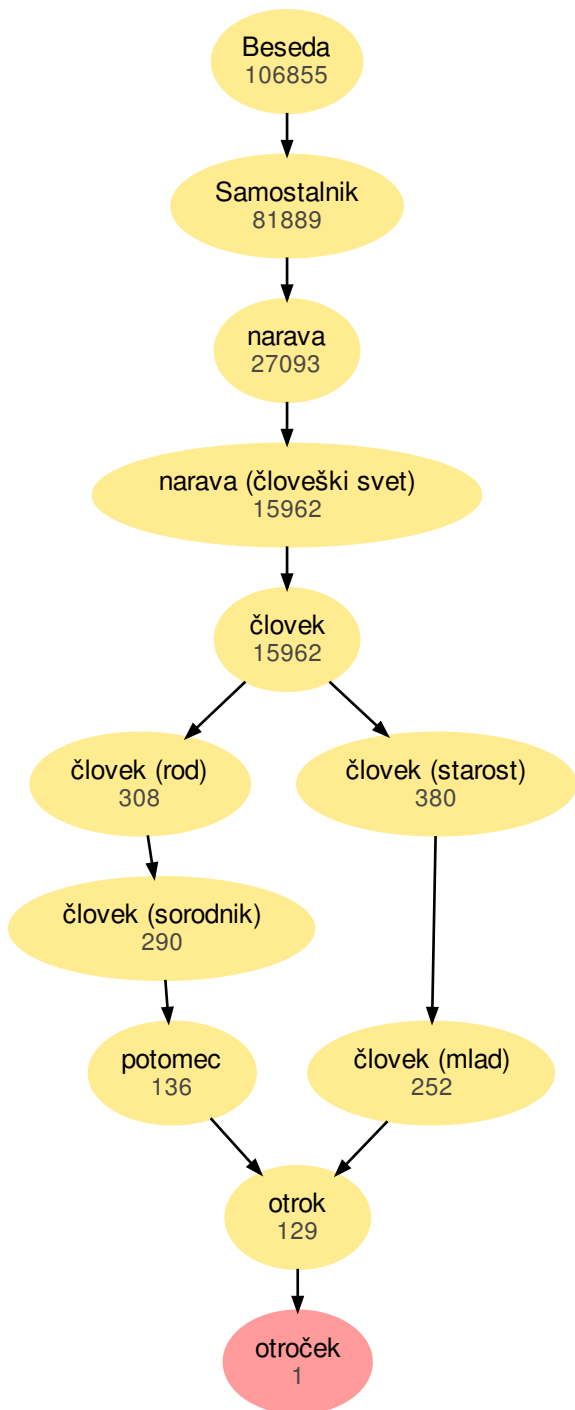 Beseda
106855
Samostalnik
81889
narava
27093
narava (človeški svet)
15962
človek
15962
človek (rod)
308
človek (starost)
380
človek (sorodnik)
290
potomec
136
človek (mlad)
252
otrok
129
otroček
1